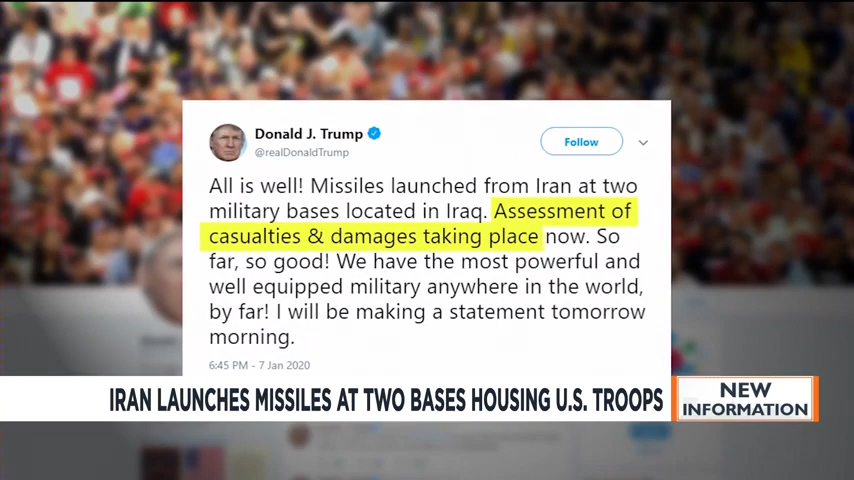 Donald J. Trump
@realDonaldTrump
Follow
All is well! Missiles launched from Iran at two
military bases located in Iraq. Assessment of
casualties & damages taking place now. So
far, so good! We have the most powerful and
well equipped military anywhere in the world,
by far! I will be making a statement tomorrow
morning.
6:45 PM - 7 Jan 2020
IRAN LAUNCHES MISSILES AT TWO BASES HOUSING U.S. TROOPS
NEW
INFORMATION